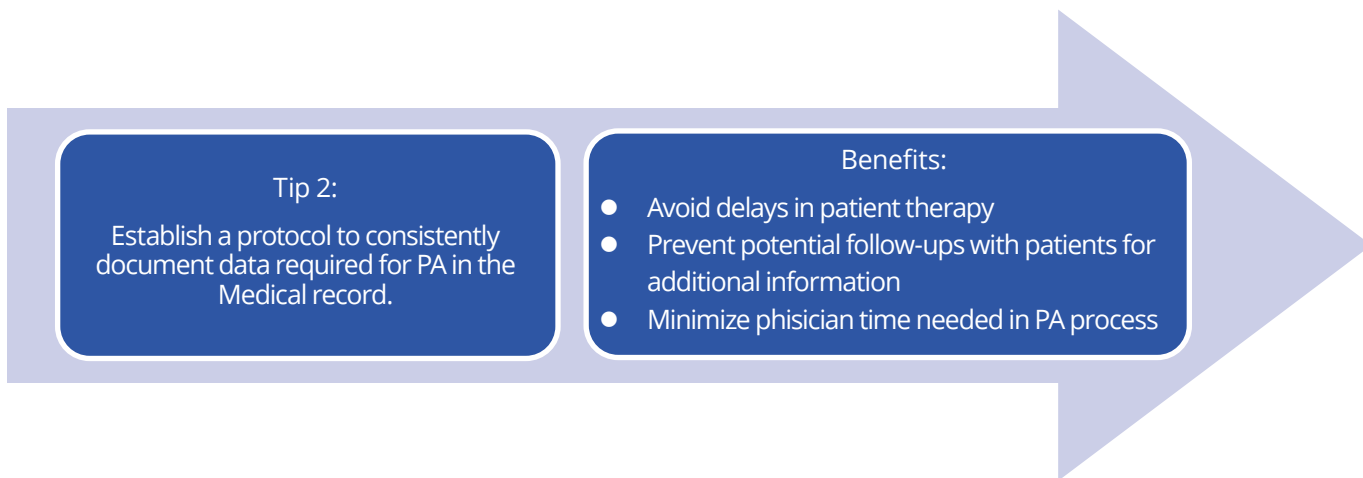 Tip 2:
Establish a protocol to consistently
document data required for PA in the
Medical record.
Benefits:
● Avoid delays in patient therapy
● Prevent potential follow-ups with patients for
additional information
● Minimize phisician time needed in PA process